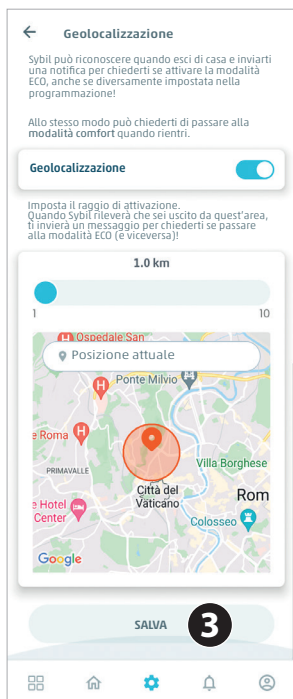 Geolocalizzazione
Sybil può riconoscere quando esci di casa e inviarti
una notifica per chiederti se attivare la modalità
ECO, anche se diversamente impostata nella
programmazione!
Allo stesso modo può chiederti di passare alla
modalità comfort quando rientri.
Geolocalizzazione
Imposta il raggio di attivazione.
Quando Sybil rileverà che sei uscito da quest'area,
ti invierà un messaggio per chiederti se passare
alla modalità ECO (e viceversa)!
1.0 km
1 10
Ospedale San
Posizione attuale
H
Ponte Milvio
H
e Roma H
PRIMAVALLE
Villa Borghese
Città del
Vaticano
Rom
e Hotel
Center
Colosseo
Google
SALVA 3